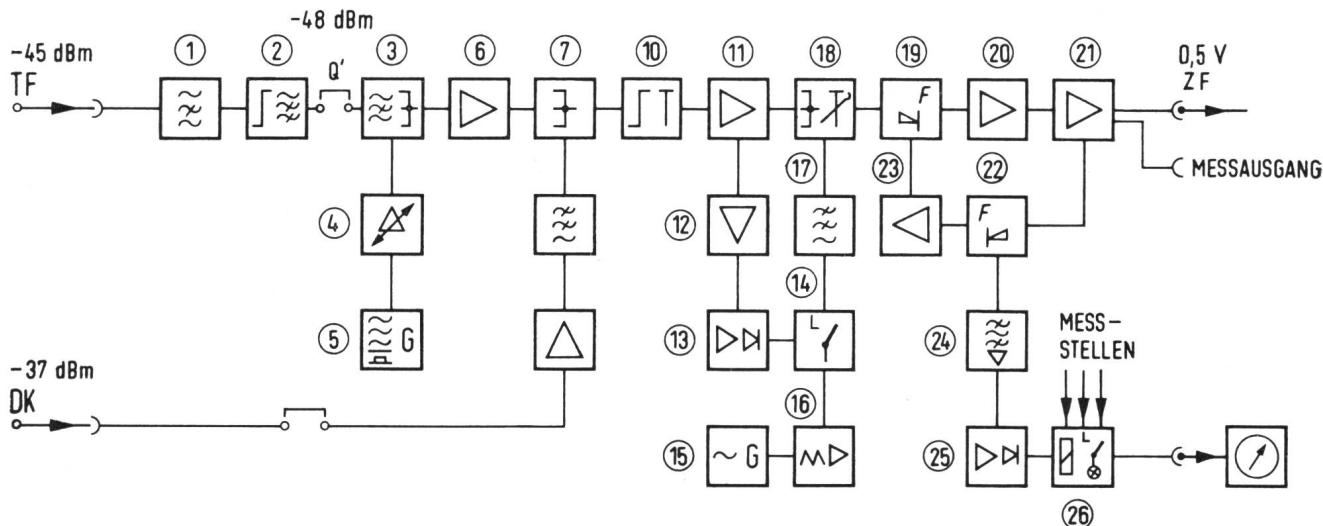 -48 dBm
-45 dBm
TF
1
2
Q'
3
6
7
10
11
18
19
F
20
21
0,5 V
ZF
MESSAUSGANG
4
12
17
23
22
F
5
G
13
14
L
24
MESS-
STELLEN
-37 dBm
DK
15
G
16
25
L
26